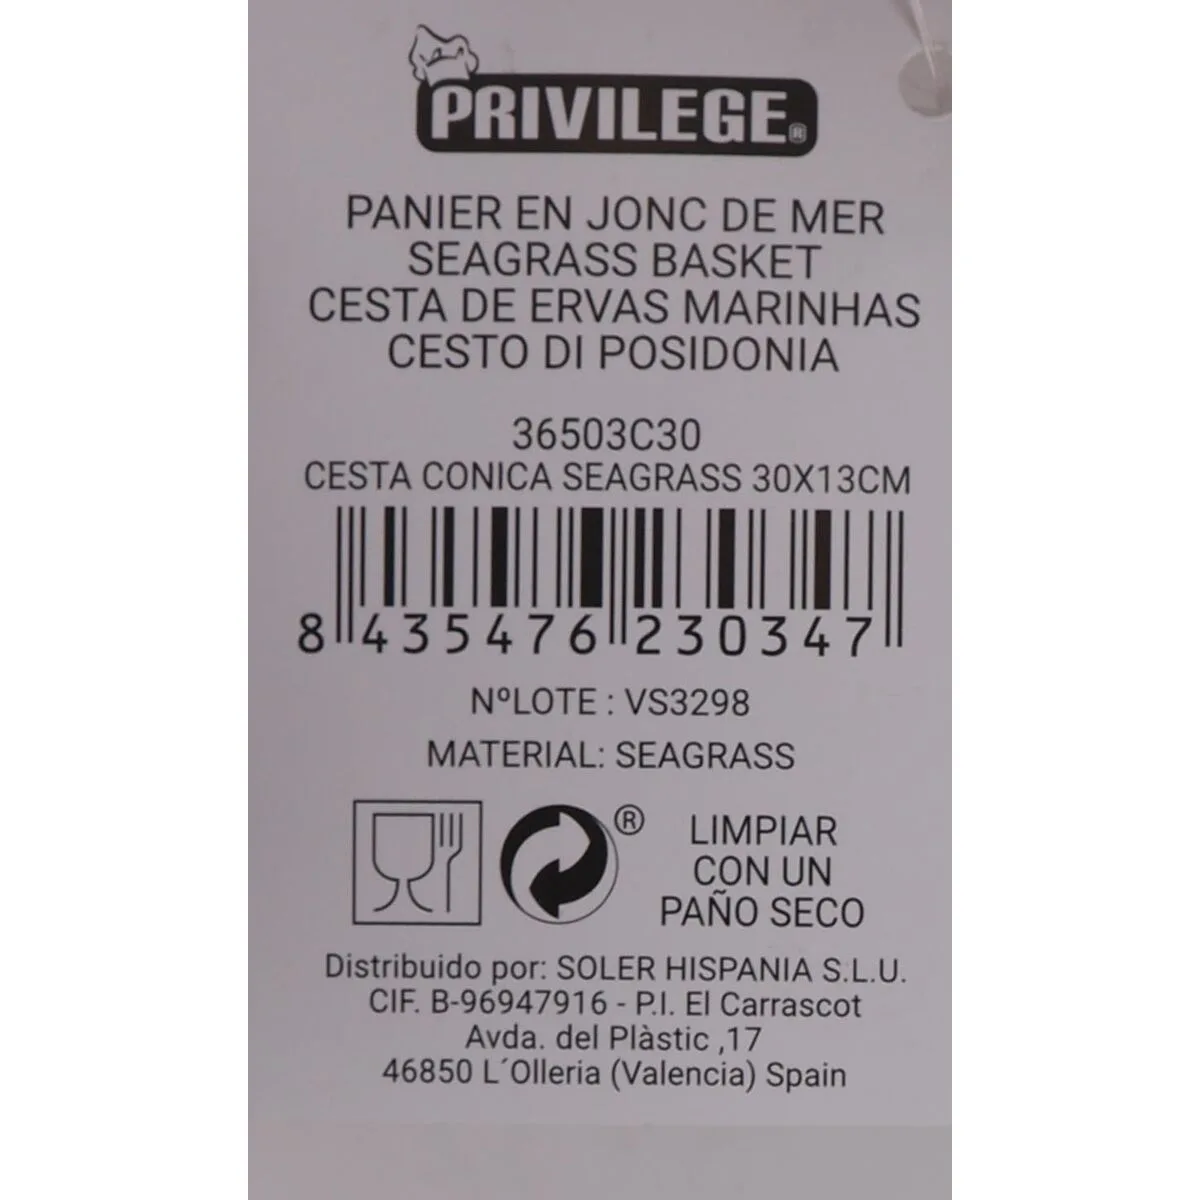 PRIVILEGE®
PANIER EN JONC DE MER
SEAGRASS BASKET
CESTA DE ERVAS MARINHAS
CESTO DI POSIDONIA
36503C30
CESTA CONICA SEAGRASS 30X13CM
8 435476 230347
NºLOTE : VS3298
MATERIAL: SEAGRASS
®
LIMPIAR
CON UN
PAÑO SECO
Distribuido por: SOLER HISPANIA S.L.U.
CIF. B-96947916 - P.I. El Carrascot
Avda. del Plàstic ,17
46850 L´Olleria (Valencia) Spain